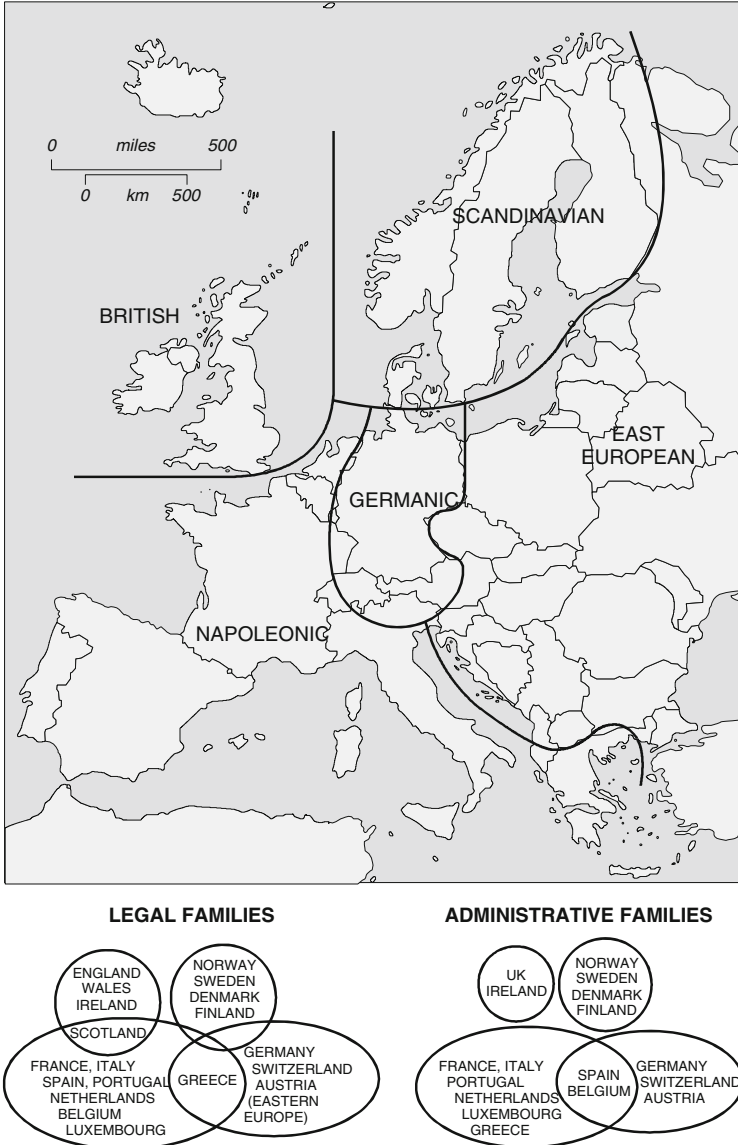 0 miles 500
0 km 500
SCANDINAVIAN
BRITISH
EAST
EUROPEAN
GERMANIC
NAPOLEONIC
LEGAL FAMILIES
ENGLAND
WALES
IRELAND
SCOTLAND
NORWAY
SWEDEN
DENMARK
FINLAND
FRANCE, ITALY
SPAIN, PORTUGAL
NETHERLANDS
BELGIUM
LUXEMBOURG
GREECE
GERMANY
SWITZERLAND
AUSTRIA
(EASTERN
EUROPE)
ADMINISTRATIVE FAMILIES
UK
IRELAND
NORWAY
SWEDEN
DENMARK
FINLAND
FRANCE, ITALY
PORTUGAL
NETHERLANDS
LUXEMBOURG
GREECE
SPAIN
BELGIUM
GERMANY
SWITZERLAND
AUSTRIA